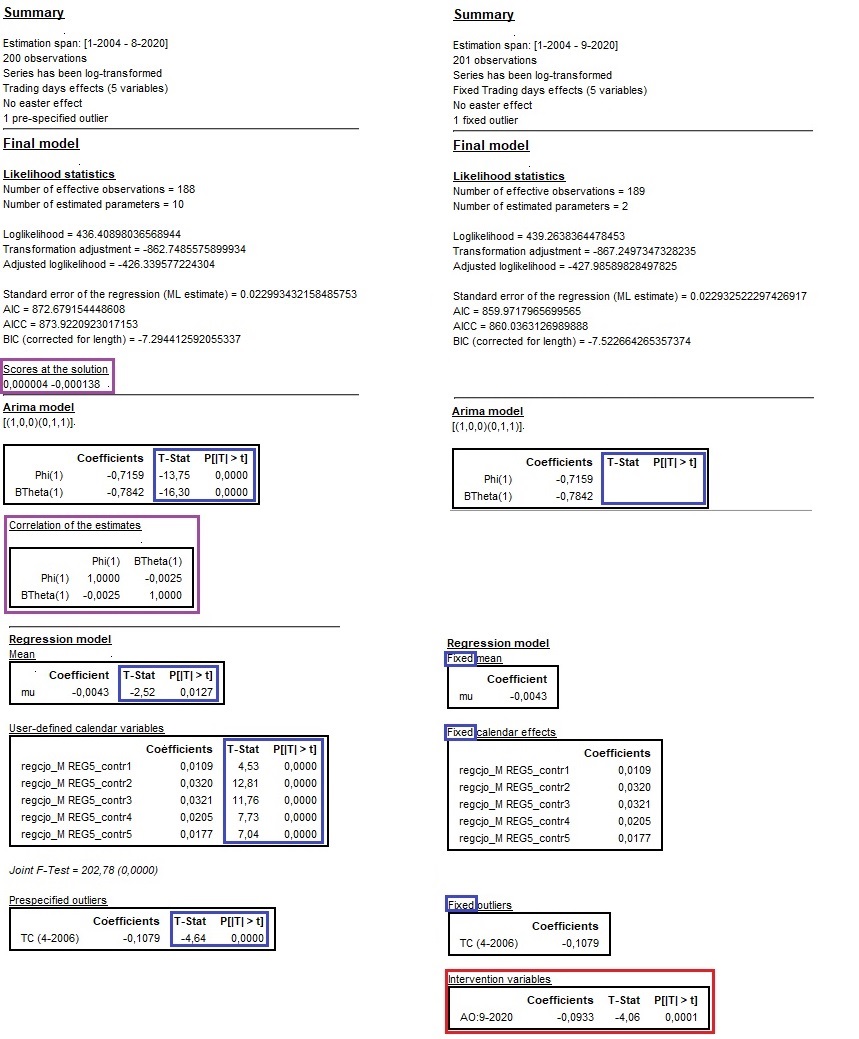 Summary
Estimation span: [1-2004 - 8-2020]
200 observations
Series has been log-transformed
Trading days effects (5 variables)
No easter effect
1 pre-specified outlier
Final model
Likelihood statistics
Number of effective observations = 188
Number of estimated parameters = 10
Loglikelihood = 436.40898036568944
Transformation adjustment = -862.7485575899934
Adjusted loglikelihood = -426.339577224304
Standard error of the regression (ML estimate) = 0.022993432158485753
AIC = 872.679154448608
AICC = 873.9220923017153
BIC (corrected for length) = -7.294412592055337
Scores at the solution
0,000004 -0,000138
Arima model
[(1,0,0)(0,1,1)]
Coefficients T-Stat P[|T| > t]
Phi(1) -0,7159 -13,75 0,0000
BTheta(1) -0,7842 -16,30 0,0000
Correlation of the estimates
Phi(1) BTheta(1)
Phi(1) 1,0000 -0,0025
BTheta(1) -0,0025 1,0000
Regression model
Mean
Coefficient T-Stat P[|T| > t]
mu -0,0043 -2,52 0,0127
User-defined calendar variables
Coefficients T-Stat P[|T| > t]
regcjo_M REG5_contr1 0,0109 4,53 0,0000
regcjo_M REG5_contr2 0,0320 12,81 0,0000
regcjo_M REG5_contr3 0,0321 11,76 0,0000
regcjo_M REG5_contr4 0,0205 7,73 0,0000
regcjo_M REG5_contr5 0,0177 7,04 0,0000
Joint F-Test = 202,78 (0,0000)
Prespecified outliers
Coefficients T-Stat P[|T| > t]
TC (4-2006) -0,1079 -4,64 0,0000
Summary
Estimation span: [1-2004 - 9-2020]
201 observations
Series has been log-transformed
Fixed Trading days effects (5 variables)
No easter effect
1 fixed outlier
Final model
Likelihood statistics
Number of effective observations = 189
Number of estimated parameters = 2
Loglikelihood = 439.2638364478453
Transformation adjustment = -867.2497347328235
Adjusted loglikelihood = -427.98589828497825
Standard error of the regression (ML estimate) = 0.022932522297426917
AIC = 859.9717965699565
AICC = 860.0363126989888
BIC (corrected for length) = -7.522664265357374
Arima model
[(1,0,0)(0,1,1)]
Coefficients T-Stat P[|T| > t]
Phi(1) -0,7159
BTheta(1) -0,7842
Regression model
Fixed mean
Coefficient
mu -0,0043
Fixed calendar effects
Coefficients
regcjo_M REG5_contr1 0,0109
regcjo_M REG5_contr2 0,0320
regcjo_M REG5_contr3 0,0321
regcjo_M REG5_contr4 0,0205
regcjo_M REG5_contr5 0,0177
Fixed outliers
Coefficients
TC (4-2006) -0,1079
Intervention variables
Coefficients T-Stat P[|T| > t]
AO:9-2020 -0,0933 -4,06 0,0001